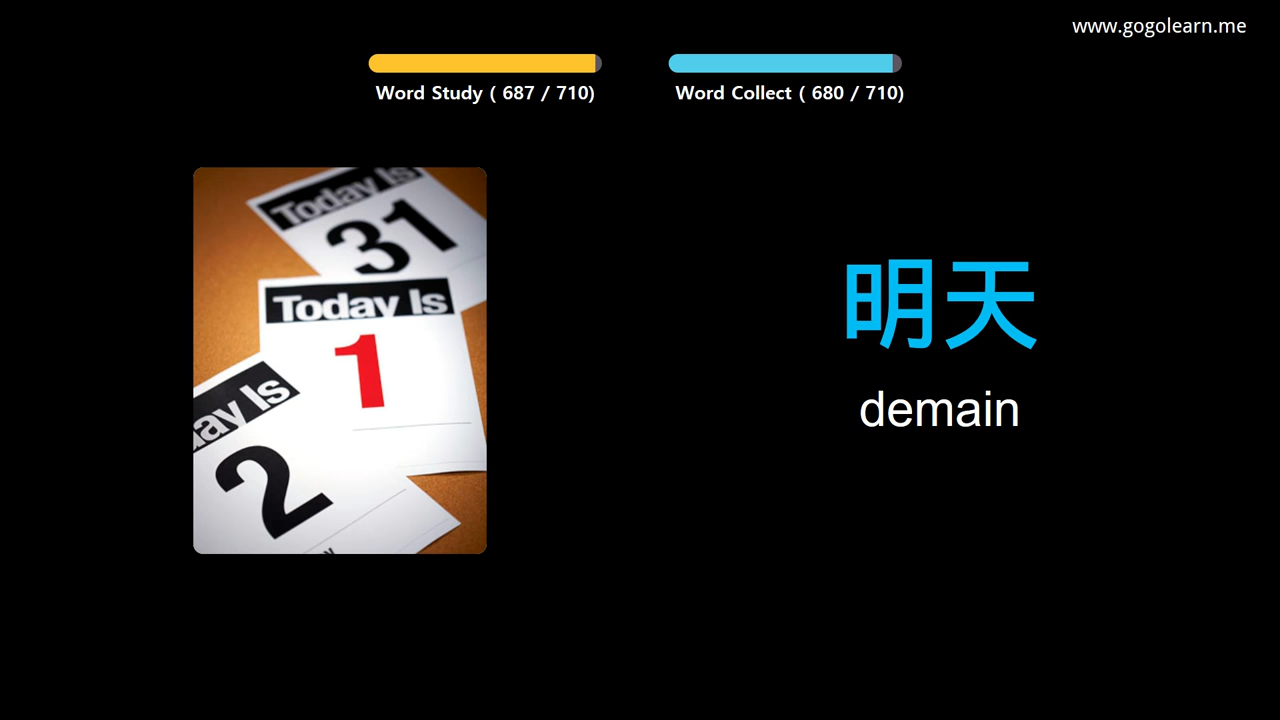 www.gogolearn.me
Word Study ( 687 / 710)
Word Collect ( 680 / 710)
Today Is
31
Today Is
1
ay Is
2
明天
demain